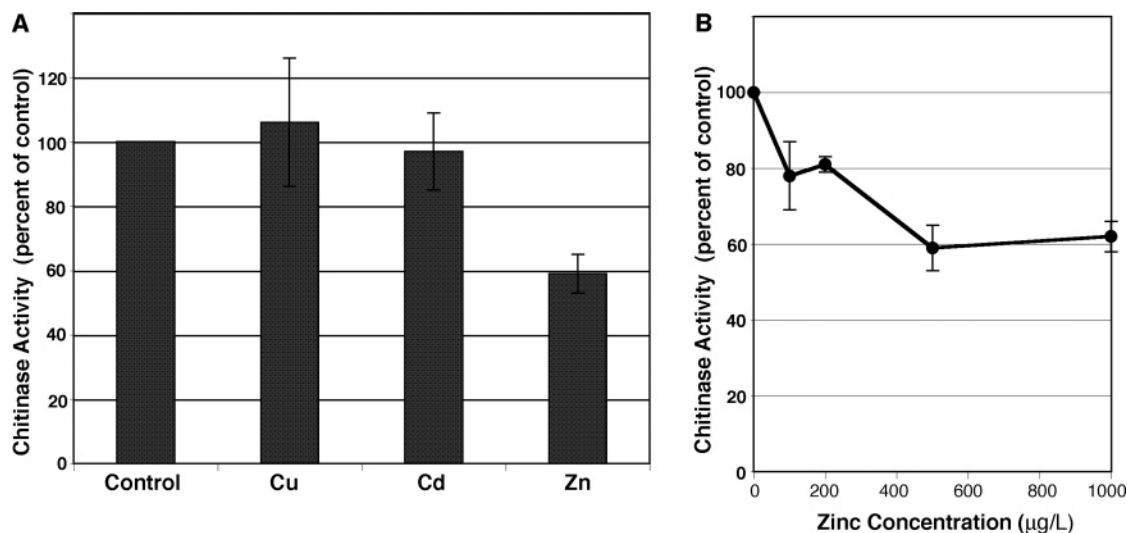 A
Chitinase Activity (percent of control)
120
100
80
60
40
20
0
Control Cu Cd Zn
B
Chitinase Activity (percent of control)
100
80
60
40
20
0
0 200 400 600 800 1000
Zinc Concentration (μg/L)